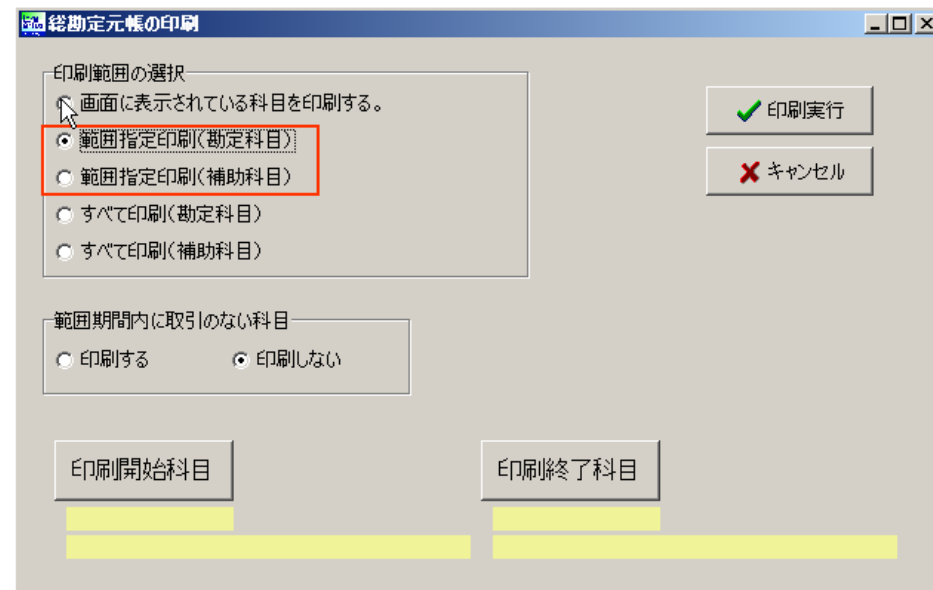 総勘定元帳の印刷
印刷範囲の選択
画面に表示されている科目を印刷する。
範囲指定印刷(勘定科目)
範囲指定印刷(補助科目)
すべて印刷(勘定科目)
すべて印刷(補助科目)
印刷実行
キャンセル
範囲期間内に取引のない科目
印刷する 印刷しない
印刷開始科目 印刷終了科目